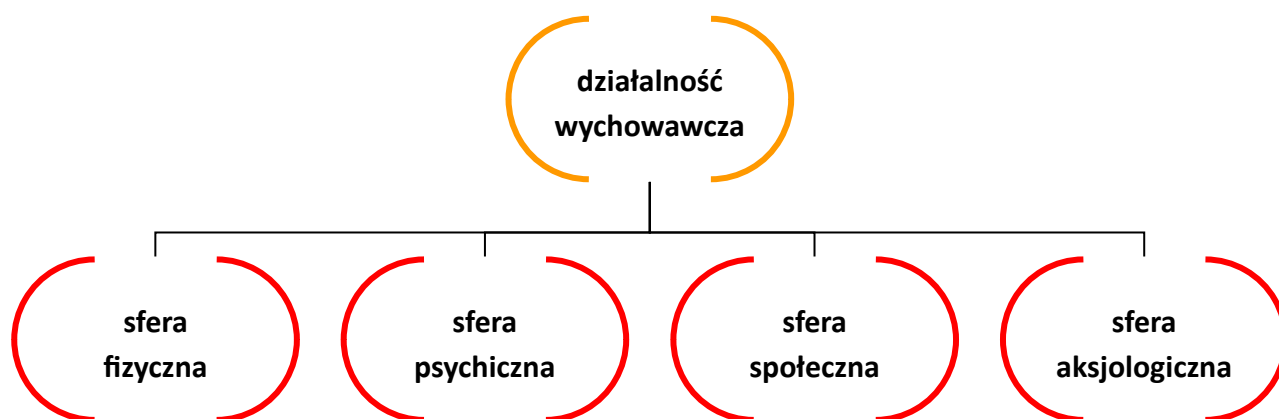 działalność
wychowawcza
sfera
fizyczna
sfera
psychiczna
sfera
społeczna
sfera
aksjologiczna